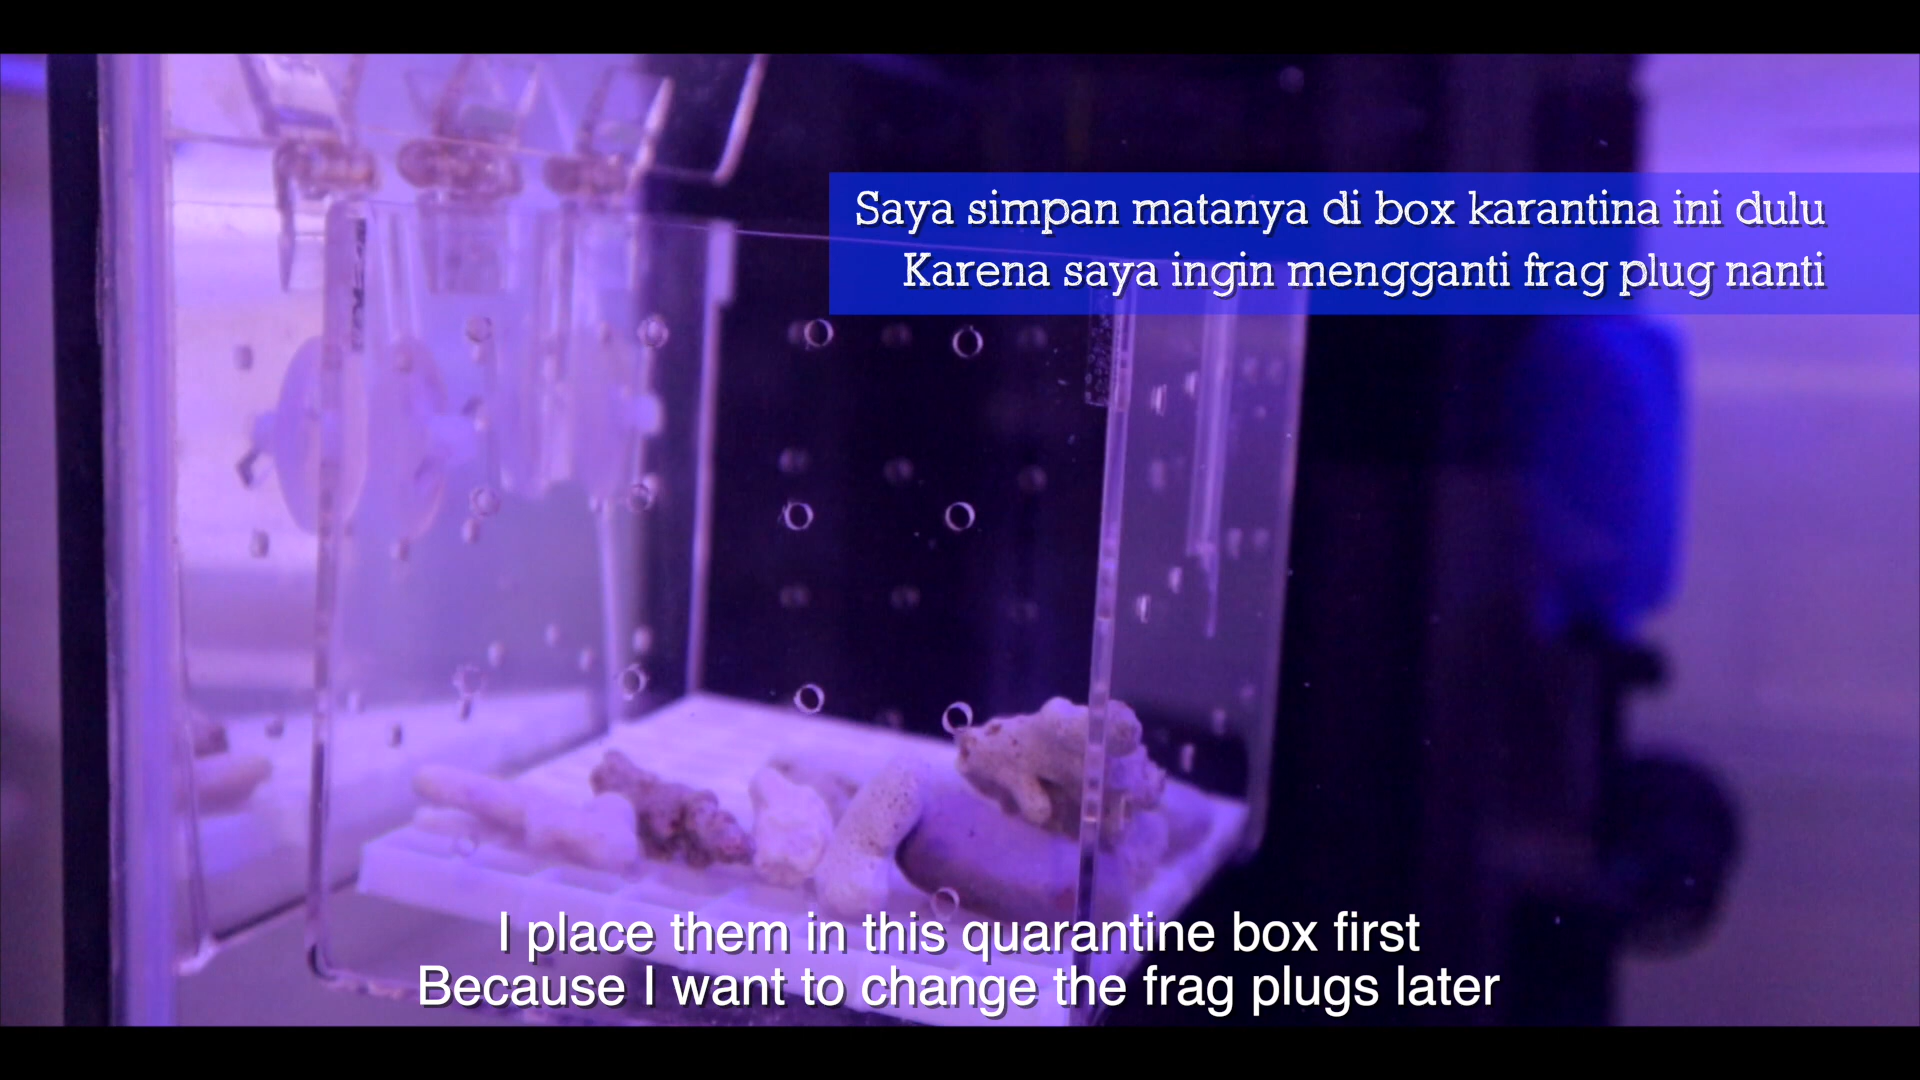 Saya simpan matanya di box karantina ini dulu
Karena saya ingin mengganti frag plug nanti
I place them in this quarantine box first
Because I want to change the frag plugs later